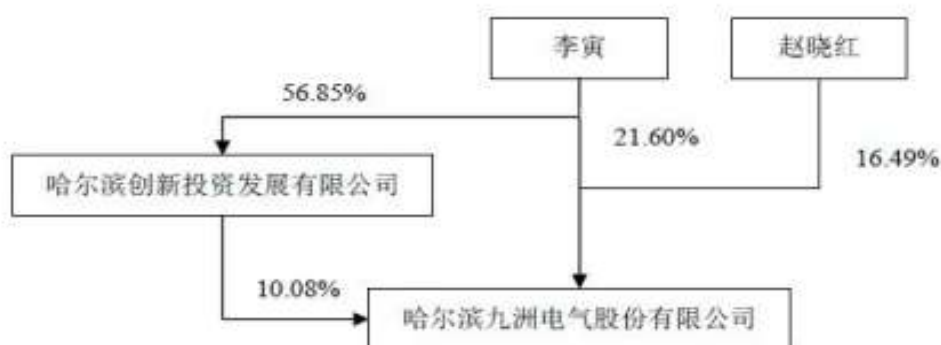 李寅
赵晓红
56.85%
21.60%
16.49%
哈尔滨创新投资发展有限公司
10.08%
哈尔滨九洲电气股份有限公司